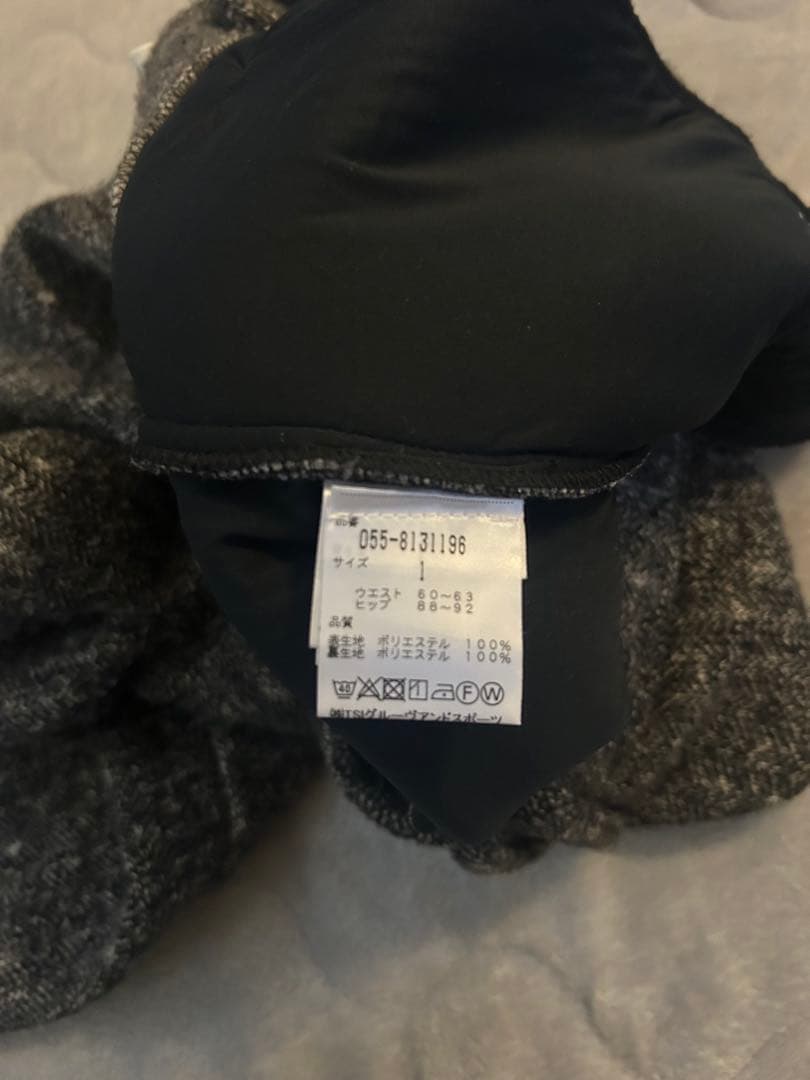 品番
055-8131196
サイズ
1
ウエスト 60~63
ヒップ 88~92
品質
表生地 ポリエステル 100%
裏生地 ポリエステル 100%
40 F W
㈱TSIグルーヴアンドスポーツ